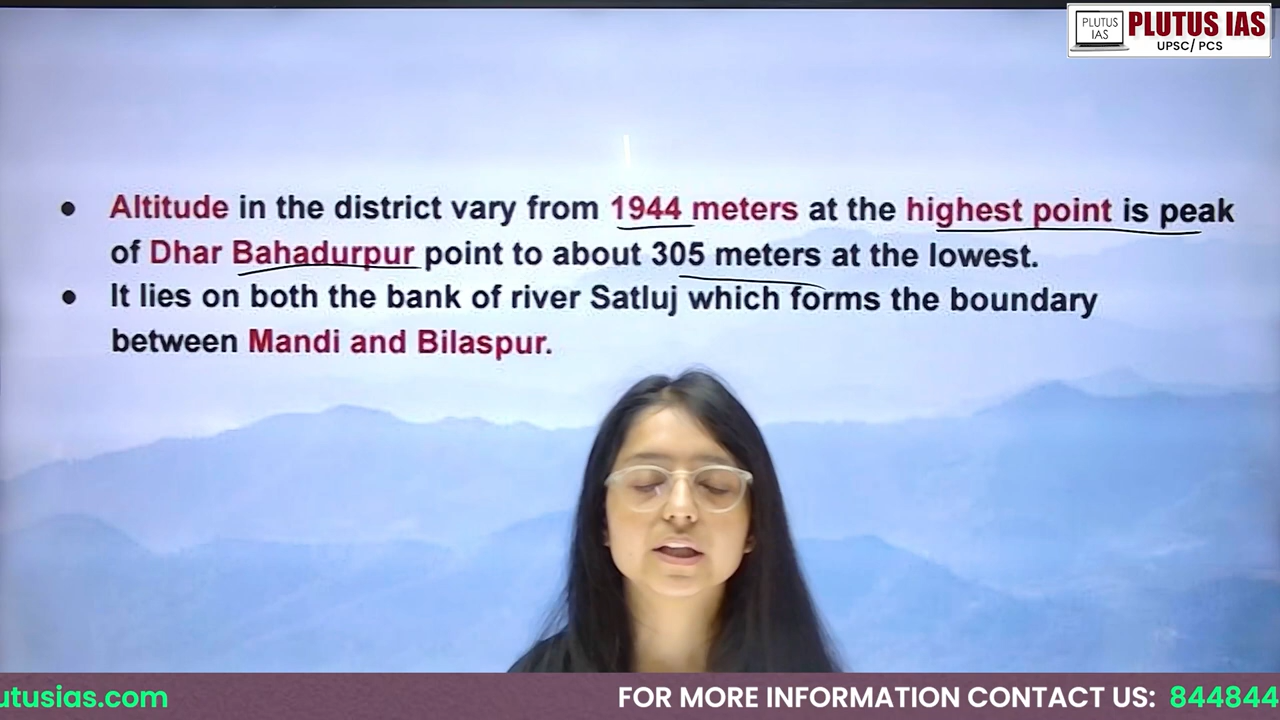 PLUTUS IAS
PLUTUS IAS
UPSC/ PCS
● Altitude in the district vary from 1944 meters at the highest point is peak
of Dhar Bahadurpur point to about 305 meters at the lowest.
● It lies on both the bank of river Satluj which forms the boundary
between Mandi and Bilaspur.
utusias.com FOR MORE INFORMATION CONTACT US: 844844